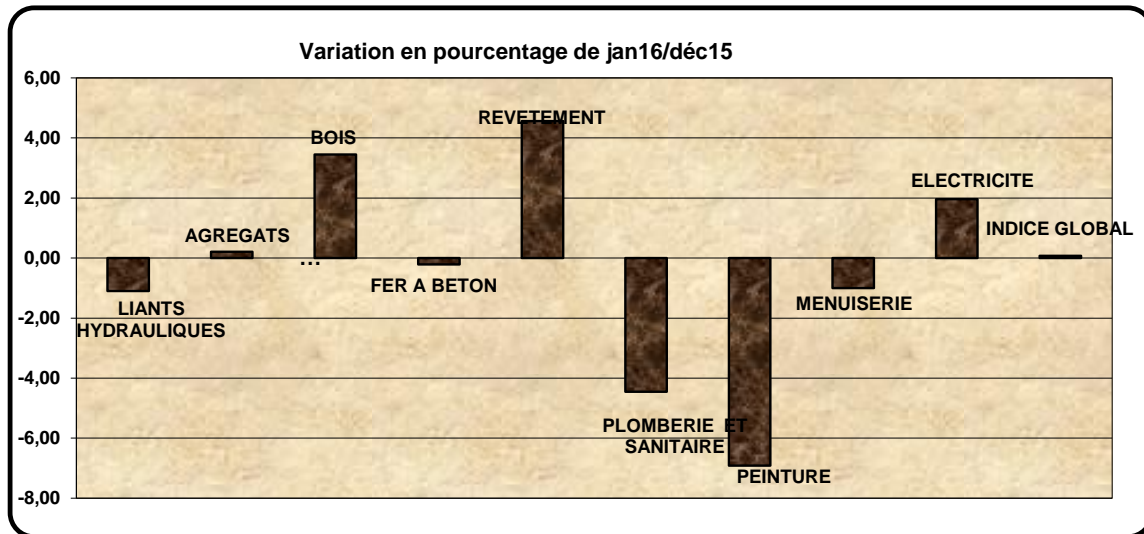 Variation en pourcentage de jan16/déc15
6,00
4,00
2,00
0,00
-2,00
-4,00
-6,00
-8,00
LIANTS
HYDRAULIQUES
AGREGATS
BOIS
...
FER A BETON
REVETEMENT
PLOMBERIE ET
SANITAIRE
PEINTURE
MENUISERIE
ELECTRICITE
INDICE GLOBAL